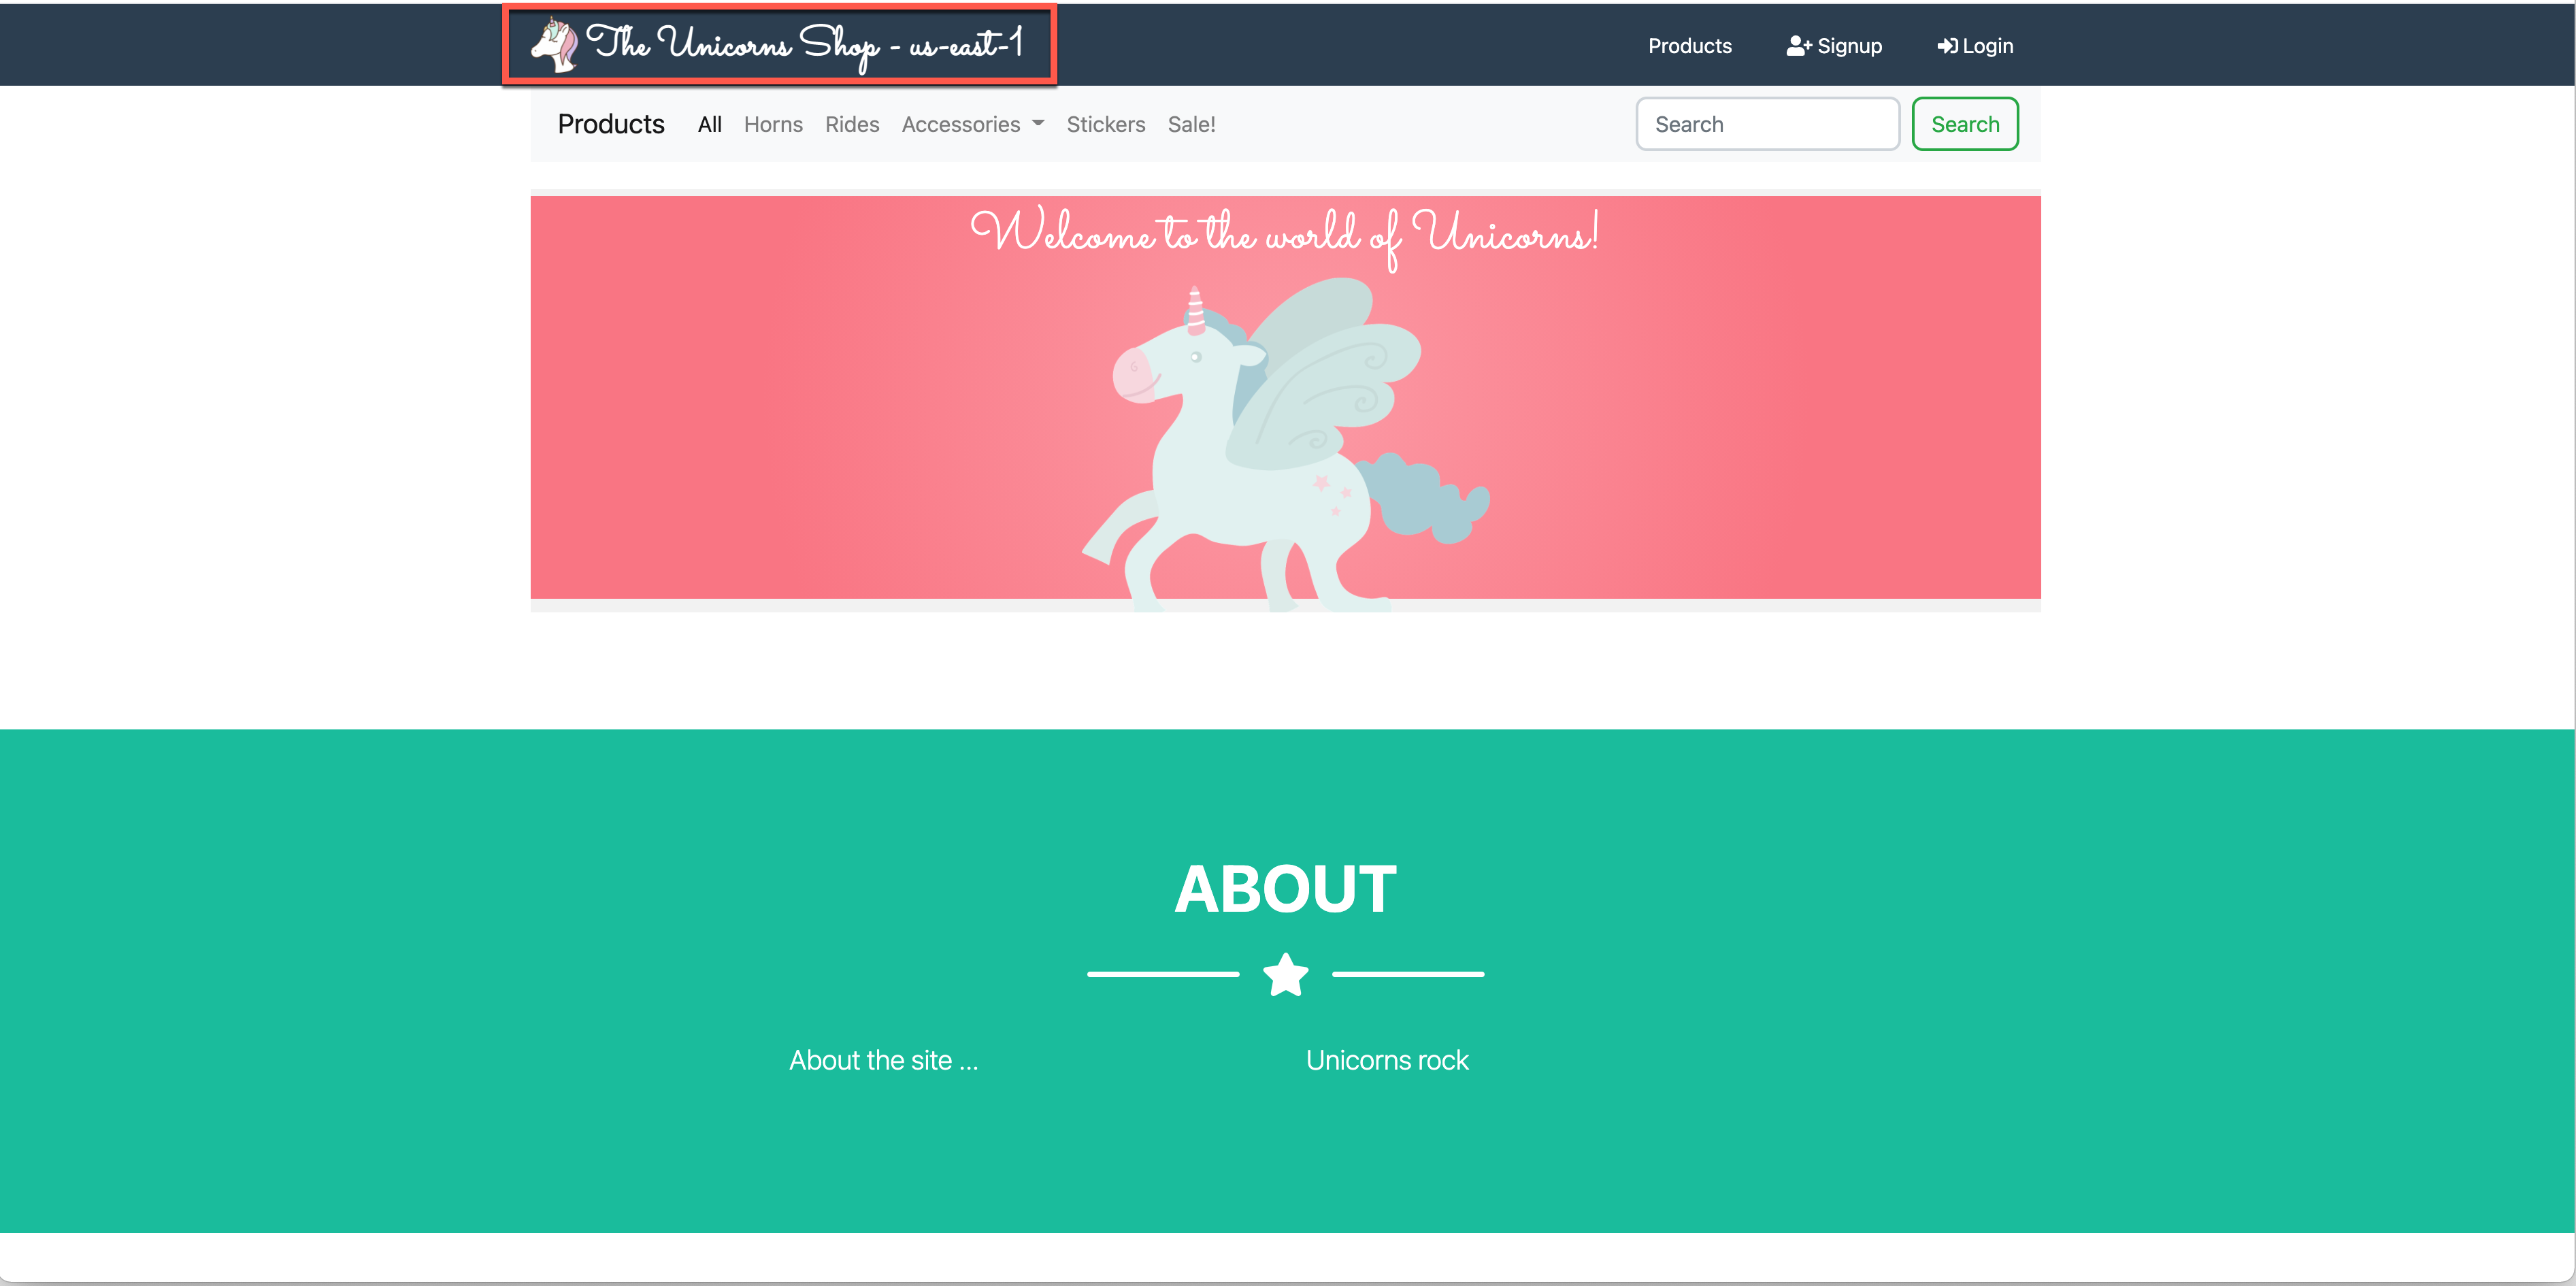 The Unicorns Shop - us-east-1
Products Signup Login
Products All Horns Rides Accessories Stickers Sale! Search Search
Welcome to the world of Unicorns!
ABOUT
About the site ... Unicorns rock